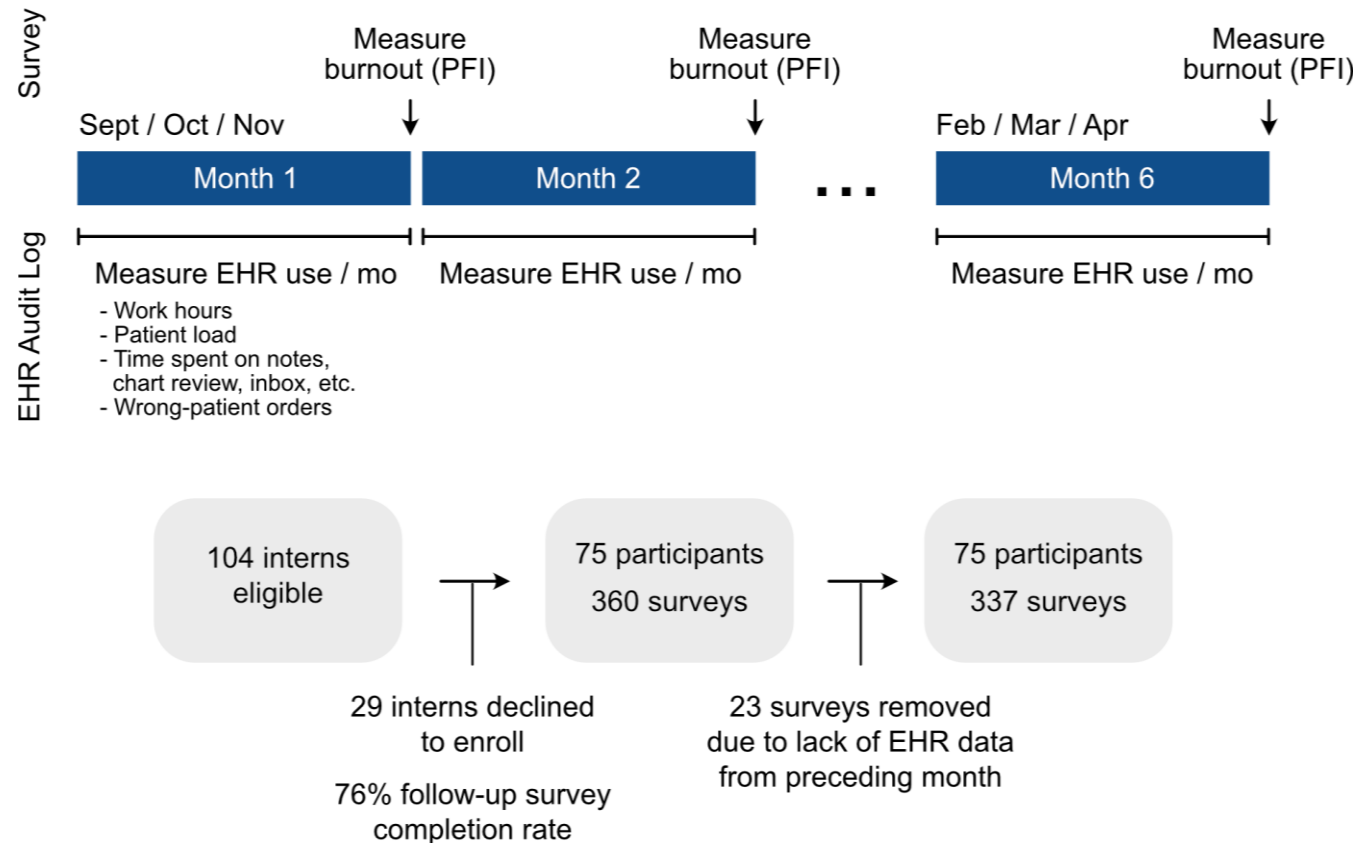 Survey
Measure
burnout (PFI)
Measure
burnout (PFI)
Measure
burnout (PFI)
Sept / Oct / Nov
Feb / Mar / Apr
Month 1
Month 2
...
Month 6
EHR Audit Log
Measure EHR use / mo
Measure EHR use / mo
Measure EHR use / mo
- Work hours
- Patient load
- Time spent on notes,
chart review, inbox, etc.
- Wrong-patient orders
104 interns
eligible
75 participants
360 surveys
75 participants
337 surveys
29 interns declined
to enroll
76% follow-up survey
completion rate
23 surveys removed
due to lack of EHR data
from preceding month